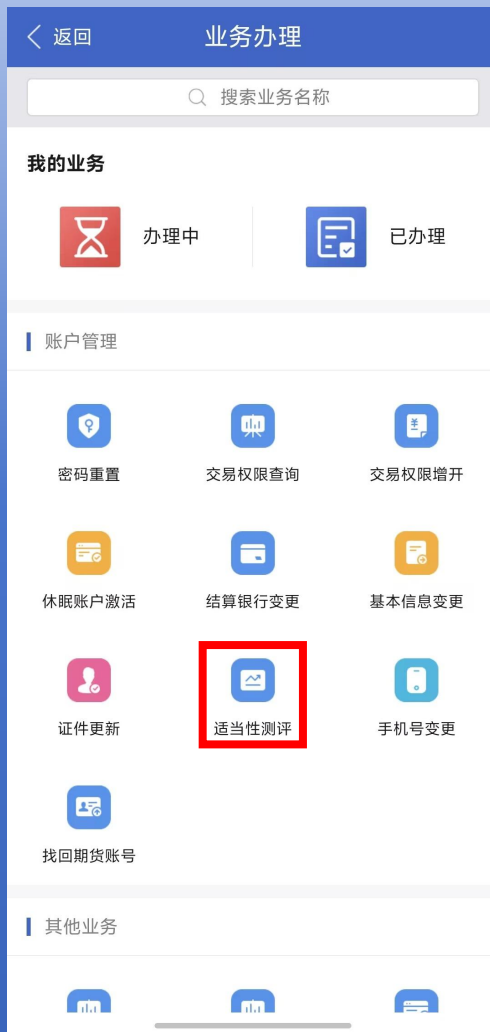 返回 业务办理
搜索业务名称
我的业务
办理中 已办理
账户管理
密码重置 交易权限查询 交易权限增开
休眠账户激活 结算银行变更 基本信息变更
证件更新 适当性测评 手机号变更
找回期货账号
其他业务